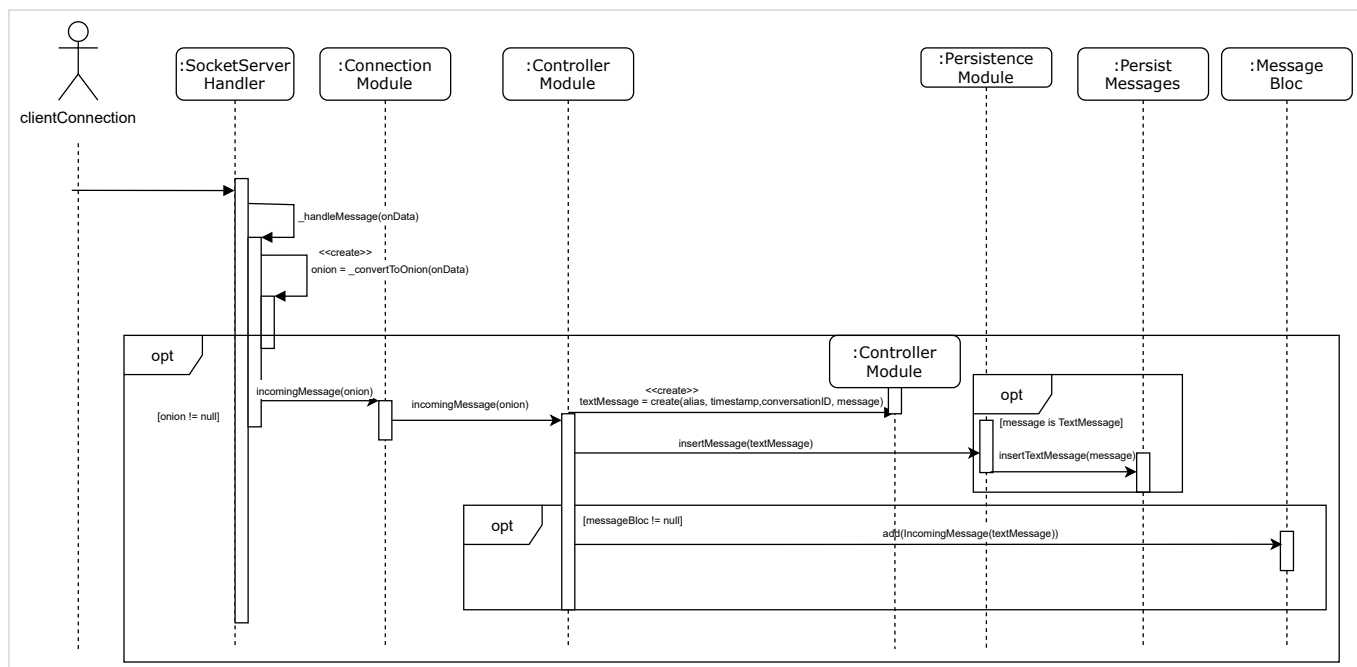 clientConnection
:SocketServer
Handler
:Connection
Module
:Controller
Module
:Persistence
Module
:Persist
Messages
:Message
Bloc
_handleMessage(onData)
<<create>>
onion = _convertToOnion(onData)
opt
[onion != null]
incomingMessage(onion)
incomingMessage(onion)
:Controller
Module
<<create>>
textMessage = create(alias, timestamp,conversationID, message)
opt
[message is TextMessage]
insertMessage(textMessage)
insertTextMessage(message)
opt
[messageBloc != null]
add(IncomingMessage(textMessage))